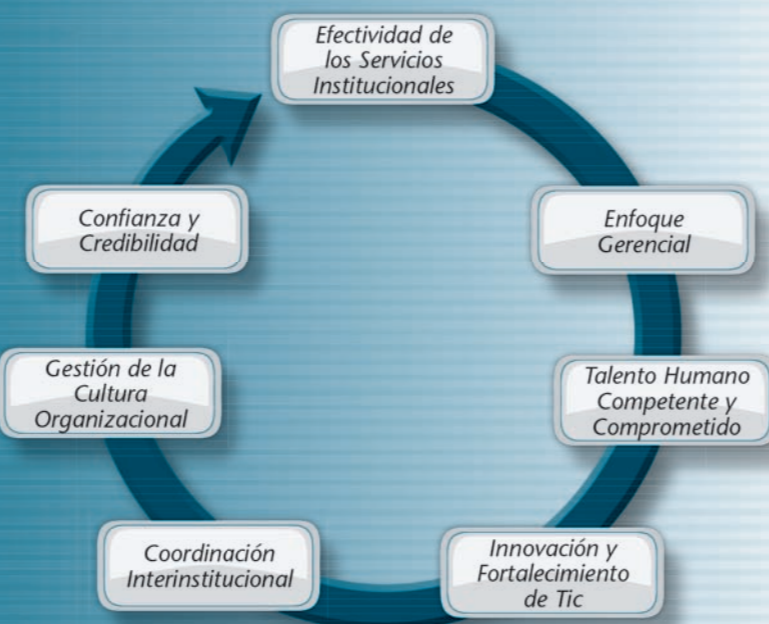 Efectividad de
los Servicios
Institucionales
Enfoque
Gerencial
Talento Humano
Competente y
Comprometido
Innovación y
Fortalecimiento
de Tic
Coordinación
Interinstitucional
Gestión de la
Cultura
Organizacional
Confianza y
Credibilidad